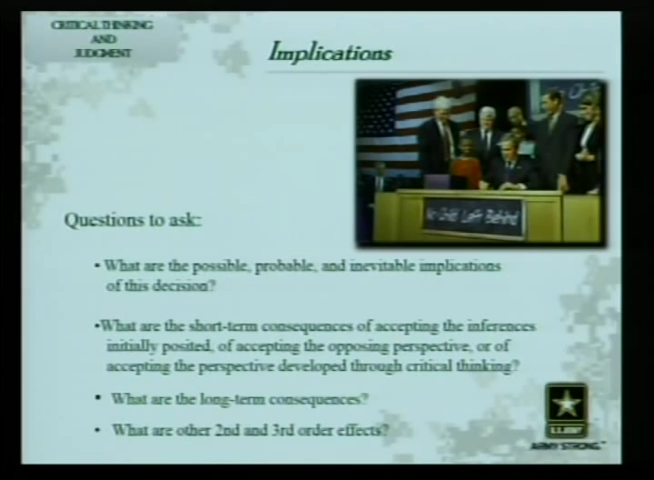 CRITICAL THINKING
AND
JUDGMENT
Implications
No Child Left Behind
Questions to ask:
• What are the possible, probable, and inevitable implications
of this decision?
•What are the short-term consequences of accepting the inferences
initially posited, of accepting the opposing perspective, or of
accepting the perspective developed through critical thinking?
• What are the long-term consequences?
• What are other 2nd and 3rd order effects?
U.S. ARMY
ARMY STRONG.™